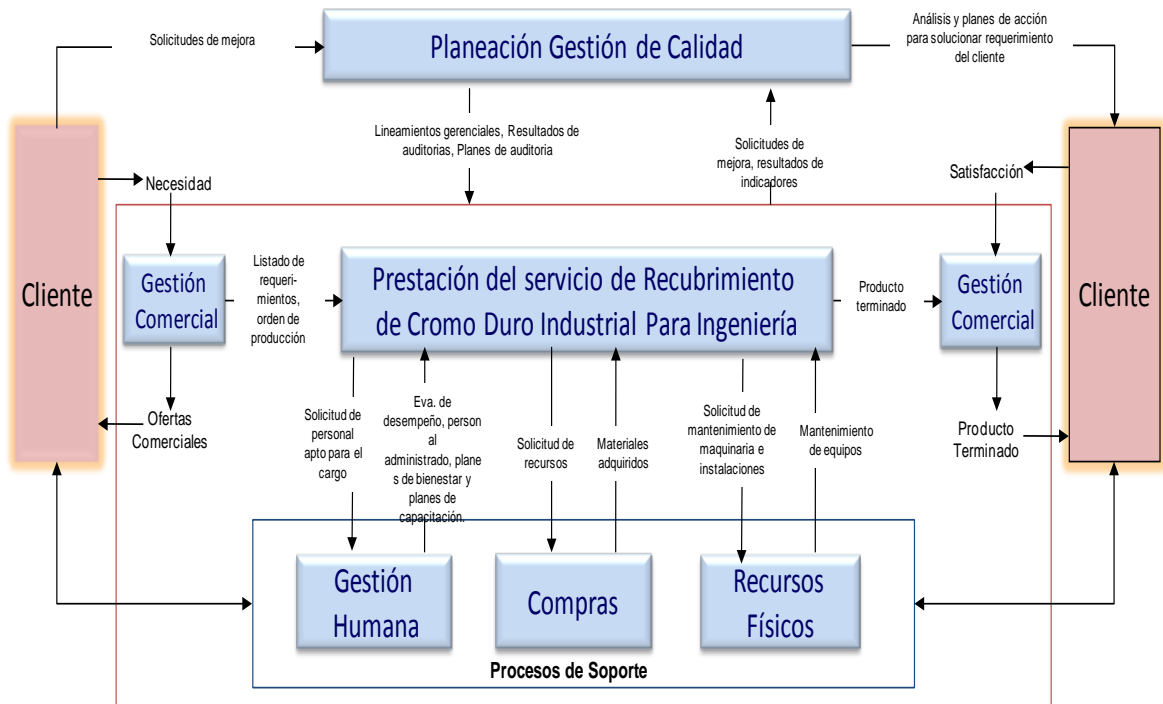 Solicitudes de mejora
Planeación Gestión de Calidad
Análisis y planes de acción
para solucionar requerimiento
del cliente
Lineamientos gerenciales, Resultados de
auditorias, Planes de auditoria
Solicitudes de
mejora, resultados de
indicadores
Necesidad
Satisfacción
Cliente
Gestión
Comercial
Listado de
requeri-
mientos,
orden de
producción
Prestación del servicio de Recubrimiento
de Cromo Duro Industrial Para Ingeniería
Producto
terminado
Gestión
Comercial
Cliente
Ofertas
Comerciales
Solicitud de
personal
apto para el
cargo
Eva. de
desempeño, person
al
administrado, plane
s de bienestar y
planes de
capacitación.
Solicitud de
recursos
Materiales
adquiridos
Solicitud de
mantenimiento de
maquinaria e
instalaciones
Mantenimiento
de equipos
Producto
Terminado
Gestión
Humana
Compras
Recursos
Físicos
Procesos de Soporte